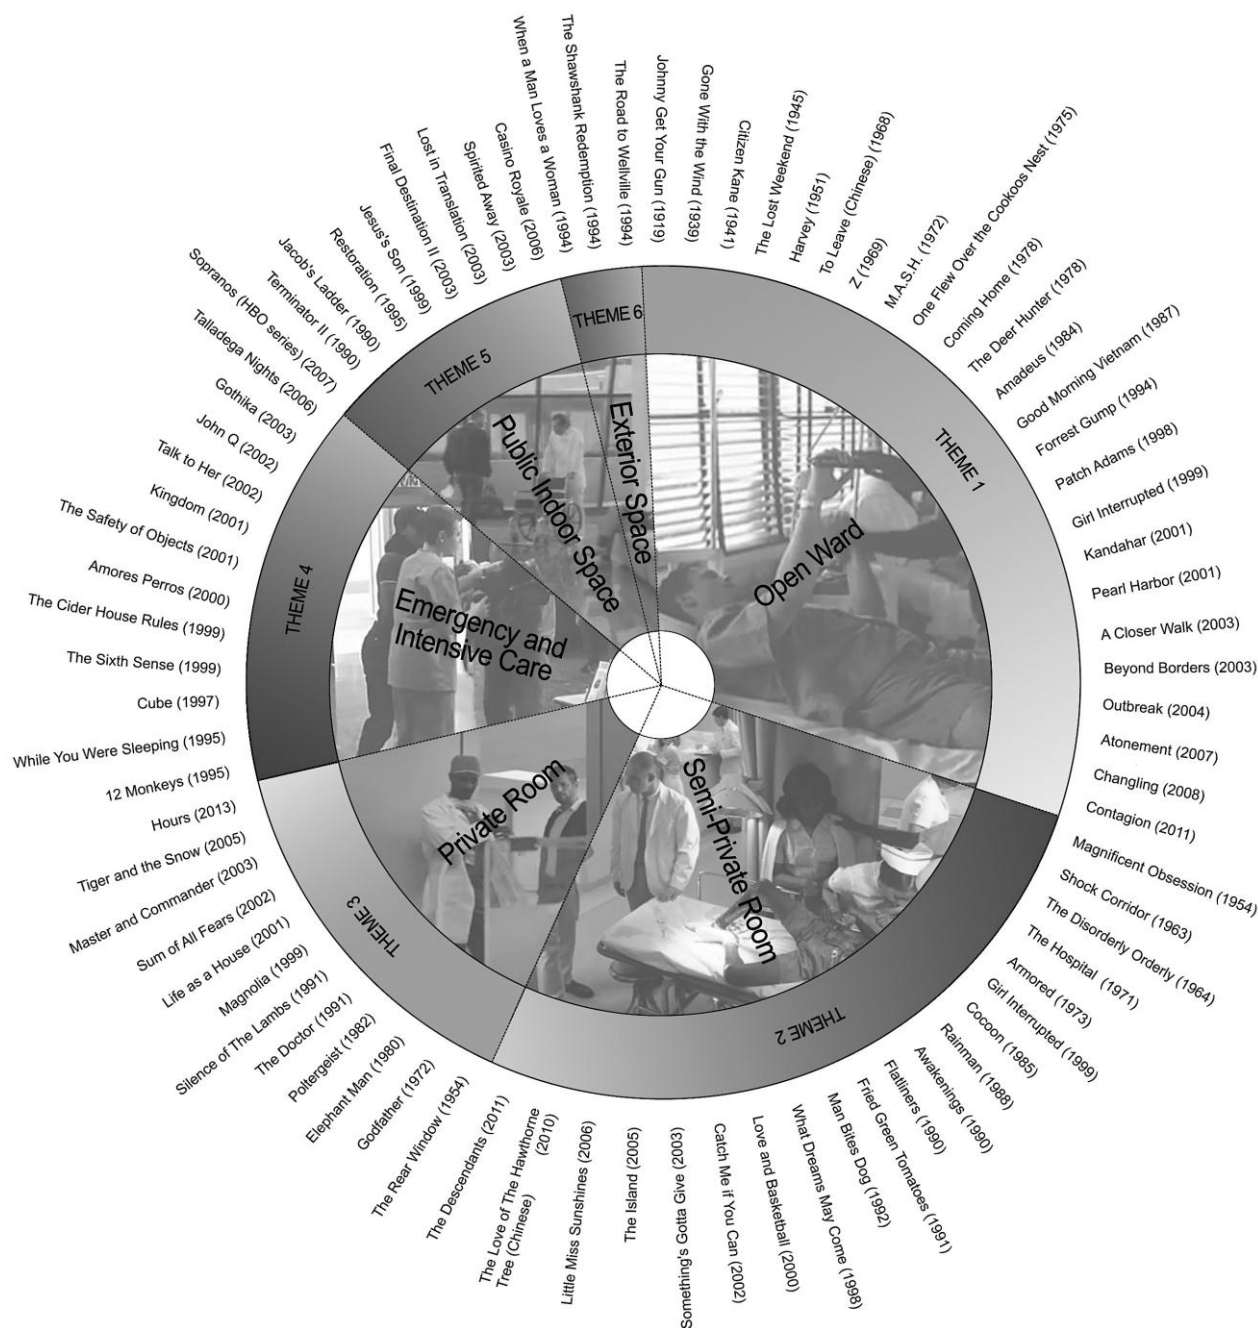 Johnny Get Your Gun (1919)
Gone With the Wind (1939)
Citizen Kane (1941)
The Lost Weekend (1945)
Harvey (1951)
To Leave (Chinese) (1968)
Z (1969)
M.A.S.H. (1972)
One Flew Over the Cookoos Nest (1975)
Coming Home (1978)
The Deer Hunter (1978)
Amadeus (1984)
Good Morning Vietnam (1987)
Forrest Gump (1994)
Patch Adams (1998)
Girl Interrupted (1999)
Kandahar (2001)
Pearl Harbor (2001)
A Closer Walk (2003)
Beyond Borders (2003)
Outbreak (2004)
Atonement (2007)
Changling (2008)
Contagion (2011)
Magnificent Obsession (1954)
Shock Corridor (1963)
The Disorderly Orderly (1964)
The Hospital (1971)
Armored (1973)
Girl Interrupted (1999)
Cocoon (1985)
Rainman (1988)
Awakenings (1990)
Flatliners (1990)
Fried Green Tomatoes (1991)
Man Bites Dog (1992)
What Dreams May Come (1998)
Love and Basketball (2000)
Catch Me if You Can (2002)
Something's Gotta Give (2003)
The Island (2005)
Little Miss Sunshines (2006)
The Love of The Hawthorne
Tree (Chinese) (2010)
The Descendants (2011)
The Rear Window (1954)
Godfather (1972)
Elephant Man (1980)
Poltergeist (1982)
The Doctor (1991)
Silence of The Lambs (1991)
Magnolia (1999)
Life as a House (2001)
Sum of All Fears (2002)
Master and Commander (2003)
Tiger and the Snow (2005)
Hours (2013)
12 Monkeys (1995)
While You Were Sleeping (1995)
Cube (1997)
The Sixth Sense (1999)
The Cider House Rules (1999)
Amores Perros (2000)
The Safety of Objects (2001)
Kingdom (2001)
Talk to Her (2002)
John Q (2002)
Gothika (2003)
Talladega Nights (2006)
Sopranos (HBO series) (2007)
Terminator II (1990)
Jacob's Ladder (1990)
Restoration (1995)
Jesus's Son (1999)
Final Destination II (2003)
Lost in Translation (2003)
Spirited Away (2003)
Casino Royale (2006)
When a Man Loves a Woman (1994)
The Shawshank Redemption (1994)
The Road to Wellville (1994)
THEME 1
THEME 2
THEME 3
THEME 4
THEME 5
THEME 6
Open Ward
Semi-Private Room
Private Room
Emergency and
Intensive Care
Public Indoor Space
Exterior Space